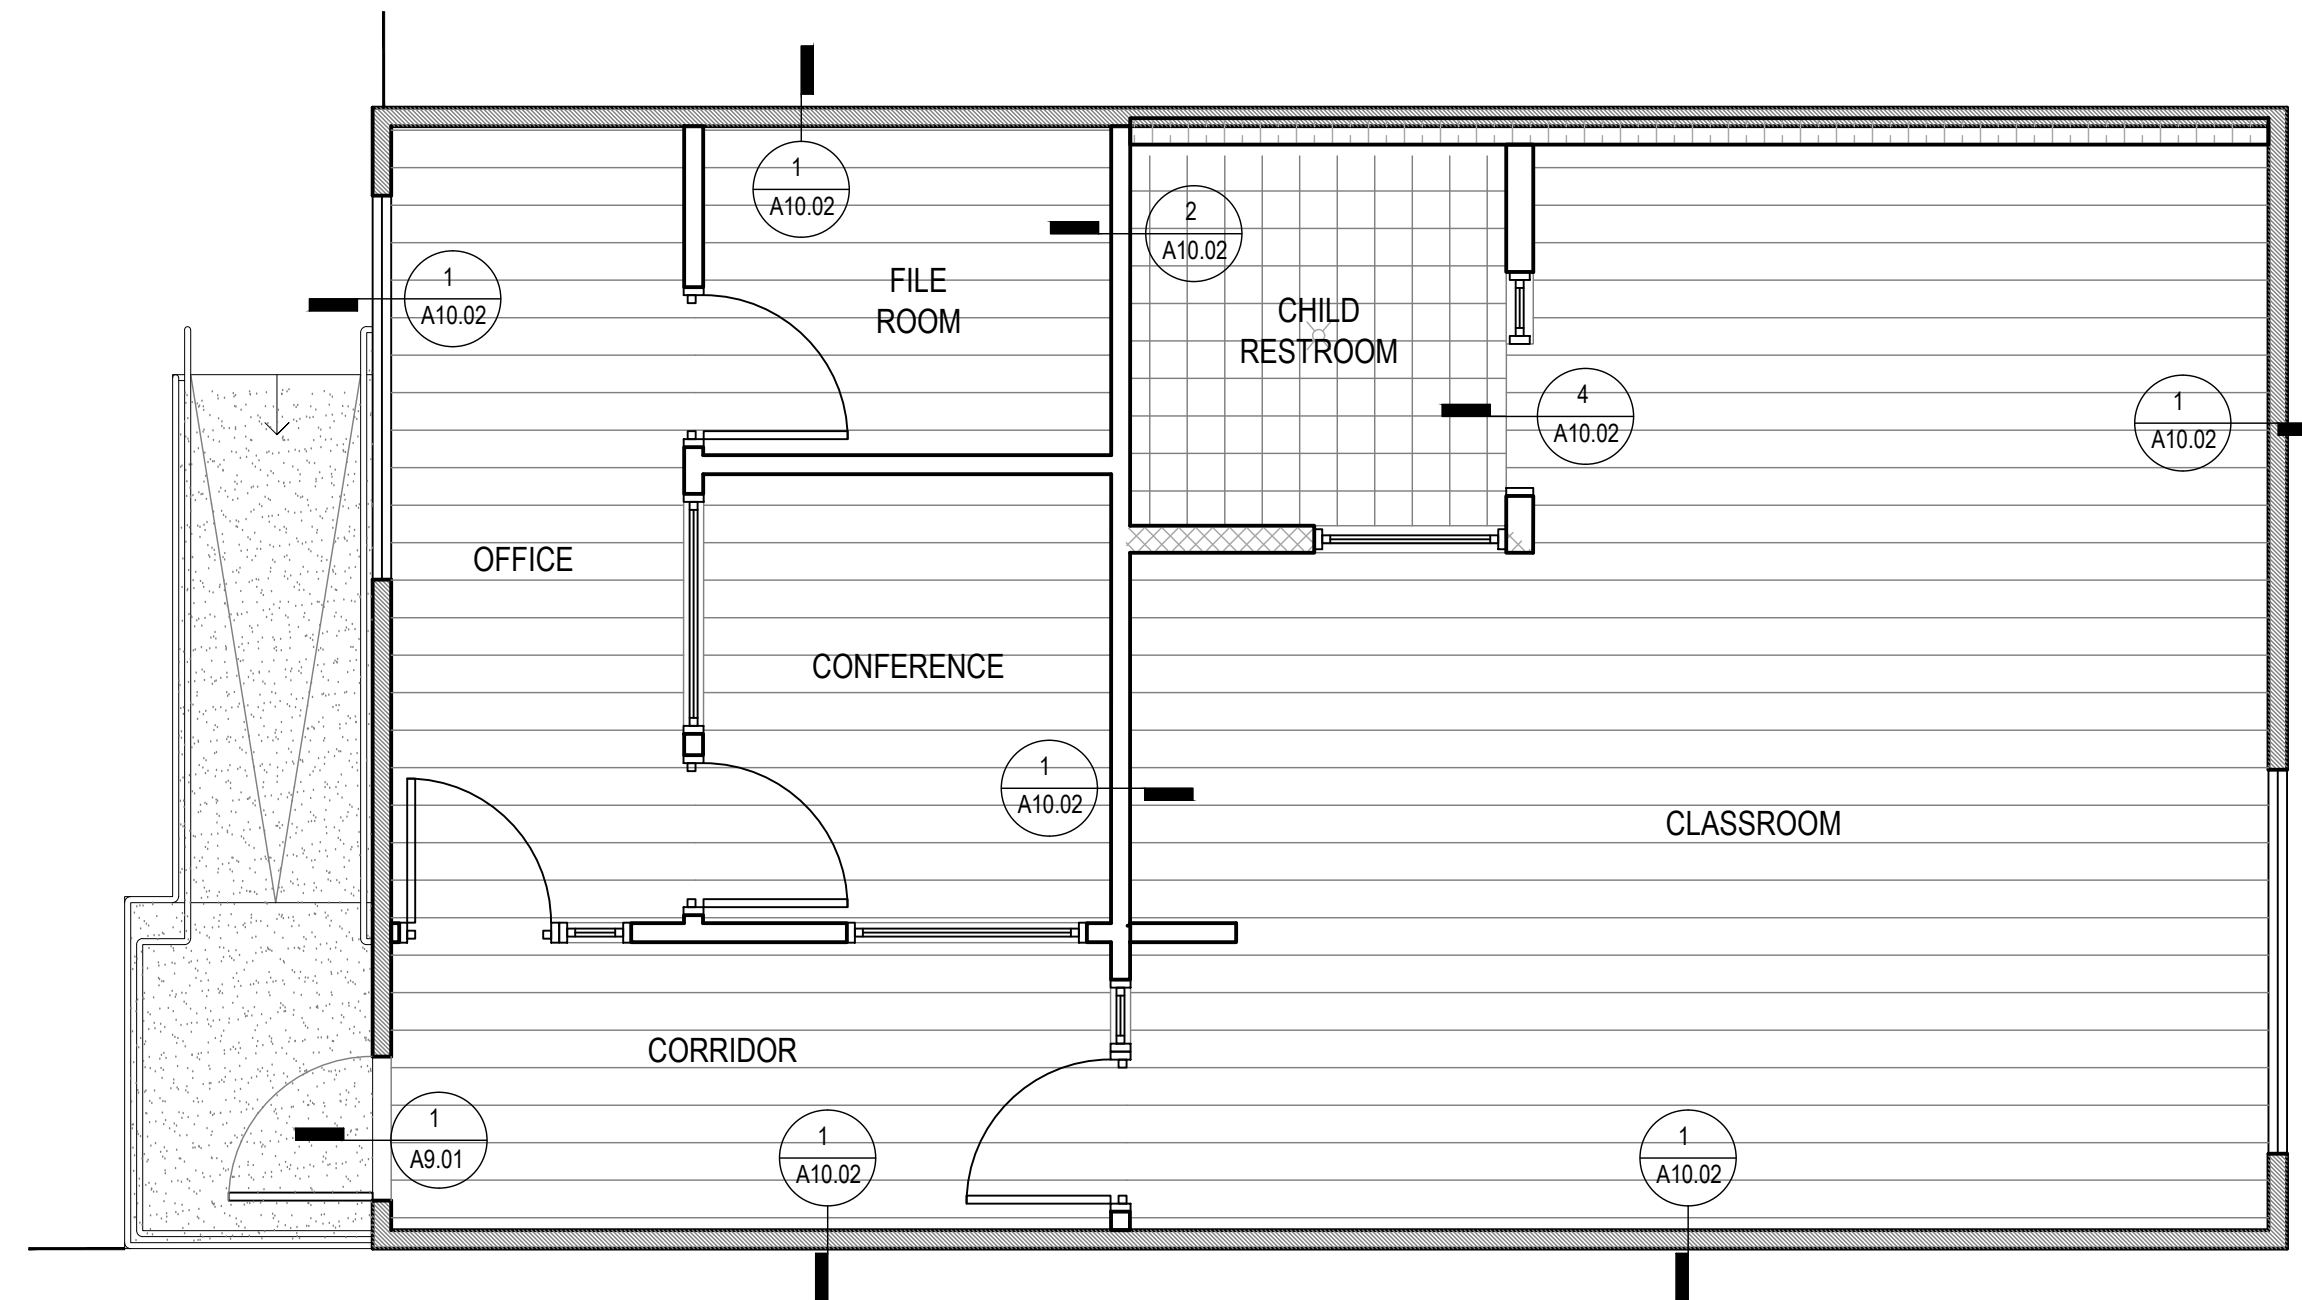 1
A10.02
2
A10.02
1
A10.02
FILE
ROOM
CHILD
RESTROOM
4
A10.02
1
A10.02
OFFICE
CONFERENCE
1
A10.02
CLASSROOM
CORRIDOR
1
A9.01
1
A10.02
1
A10.02